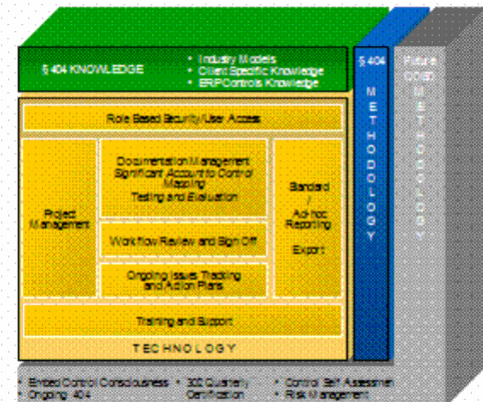 § 404 KNOWLEDGE
• Industry Models
• Client Specific Knowledge
• ERP Controls Knowledge
§ 404
METHODOLOGY
Future
METHODOLOGY
Role Based Security/User Access
Project
Management
Documentation Management
Significant Account to Control
Mapping
Testing and Evaluation
Workflow Review and Sign Off
Ongoing Issues Tracking
and Action Plans
Standard
/
Ad-hoc
Reporting
Export
Training and Support
TECHNOLOGY
• Embed Control Consciousness
• Ongoing 404
• 302 Quarterly
Certification
• Control Self Assessmen
• Risk Management